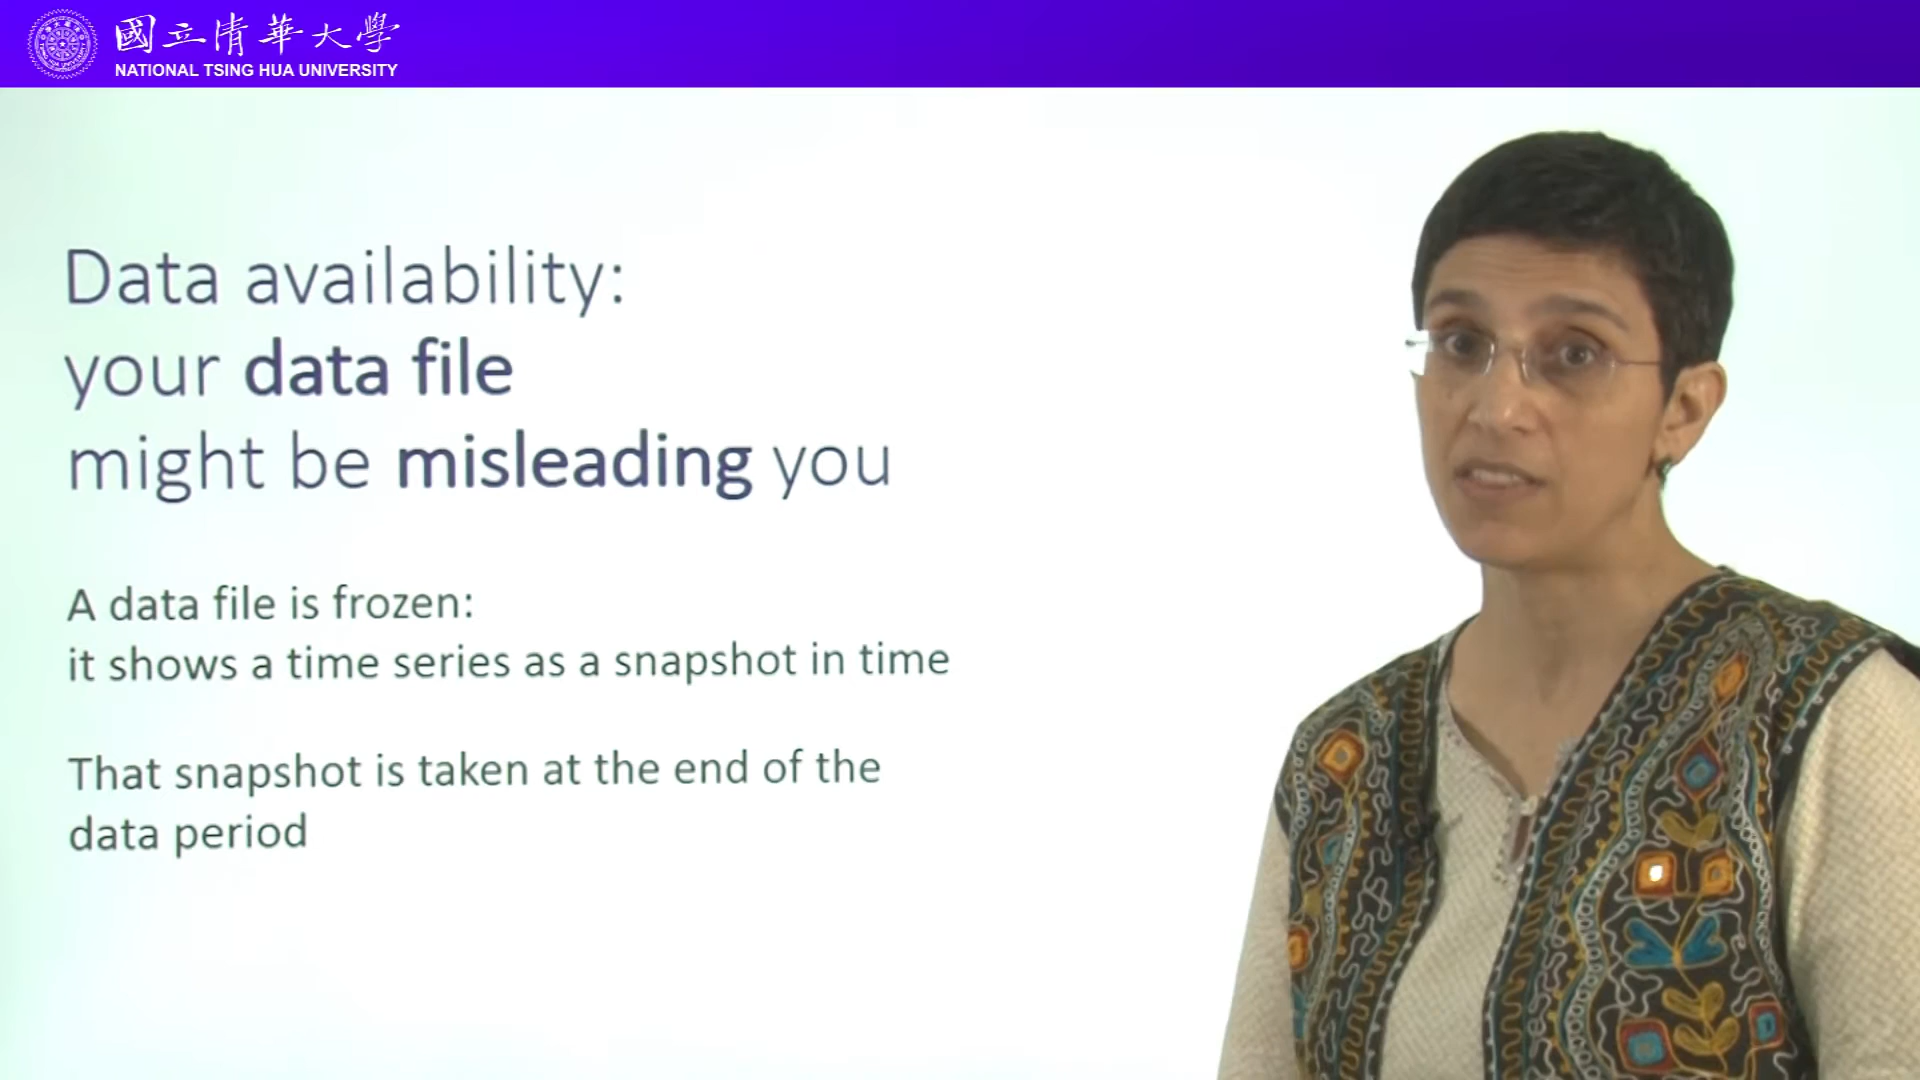 國立清華大學
NATIONAL TSING HUA UNIVERSITY
Data availability:
your data file
might be misleading you
A data file is frozen:
it shows a time series as a snapshot in time
That snapshot is taken at the end of the
data period